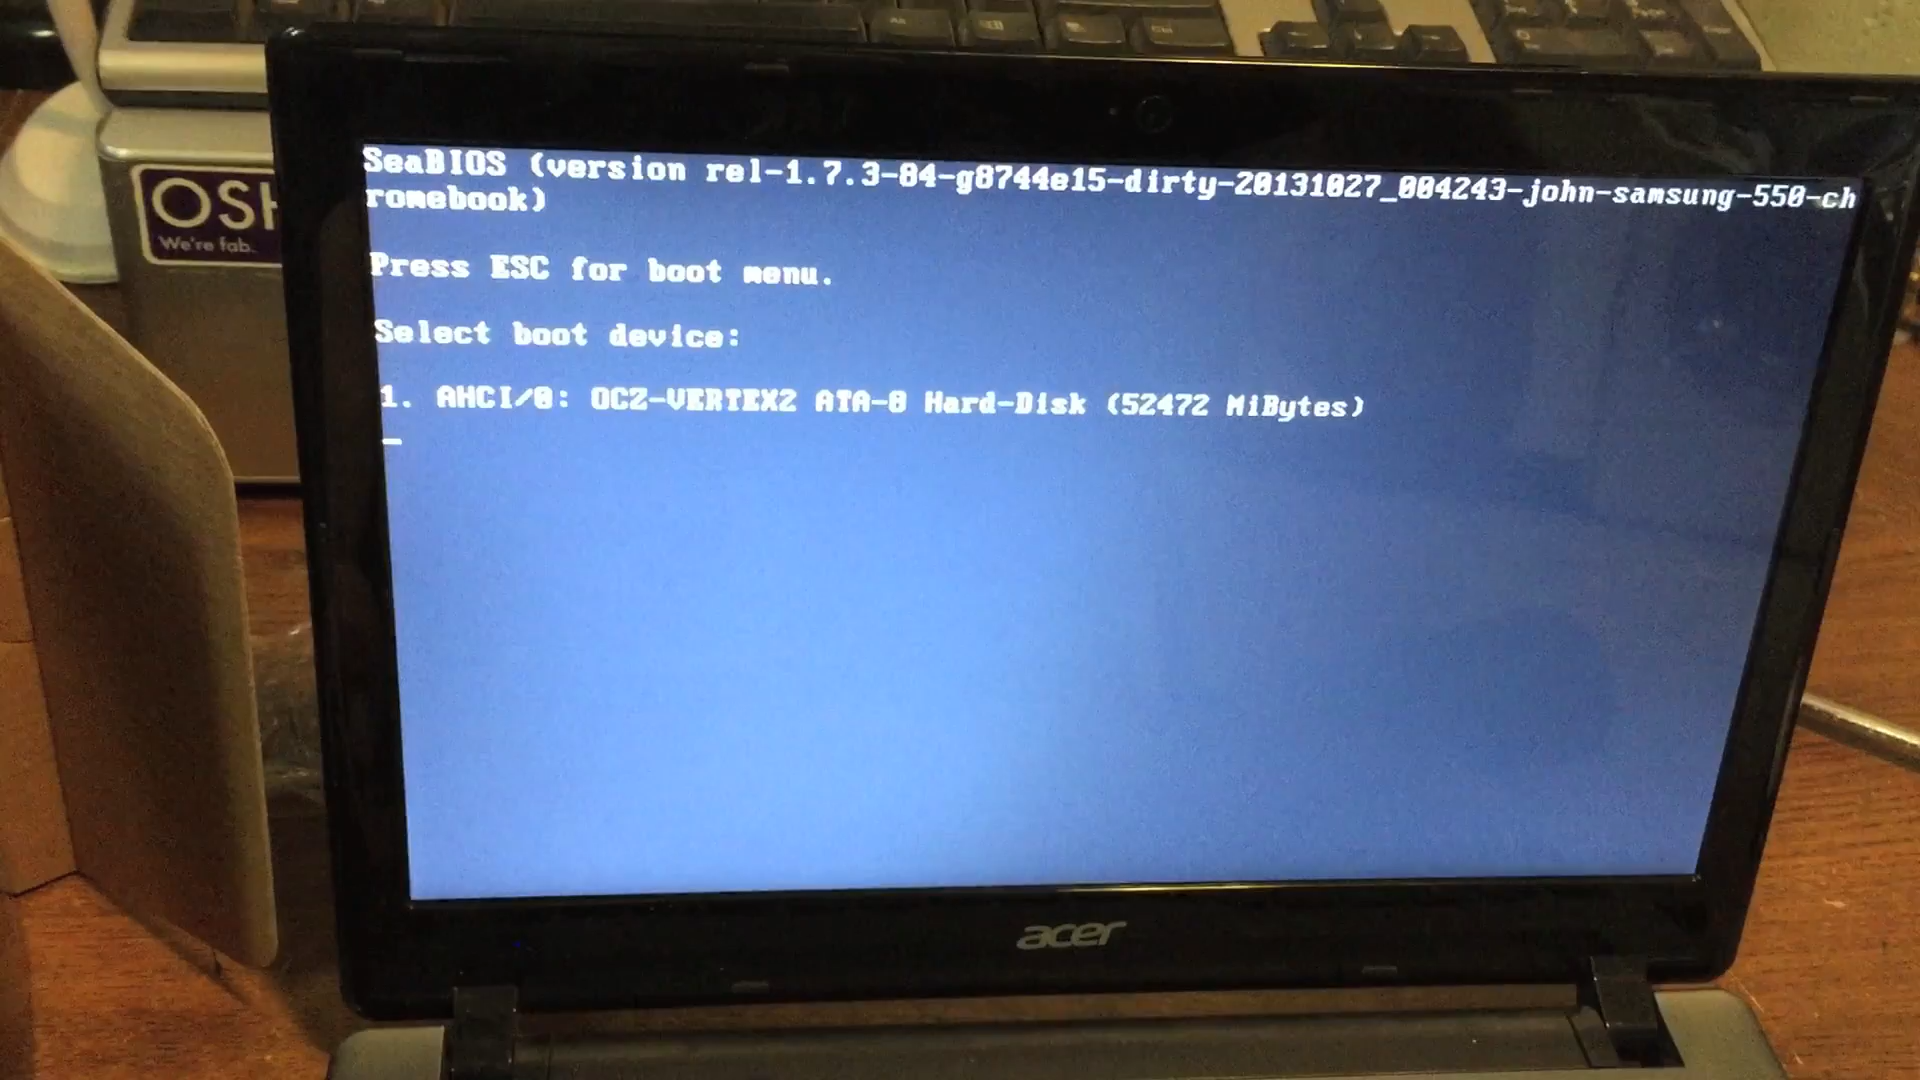 SeaBIOS (version rel-1.7.3-84-g8744e15-dirty-20131027_004243-john-samsung-550-ch
romebook)
Press ESC for boot menu.
Select boot device:
1. AHCI/0: OCZ-VERTEX2 ATA-8 Hard-Disk (52472 MiBytes)
_
OSH
We're fab.
acer